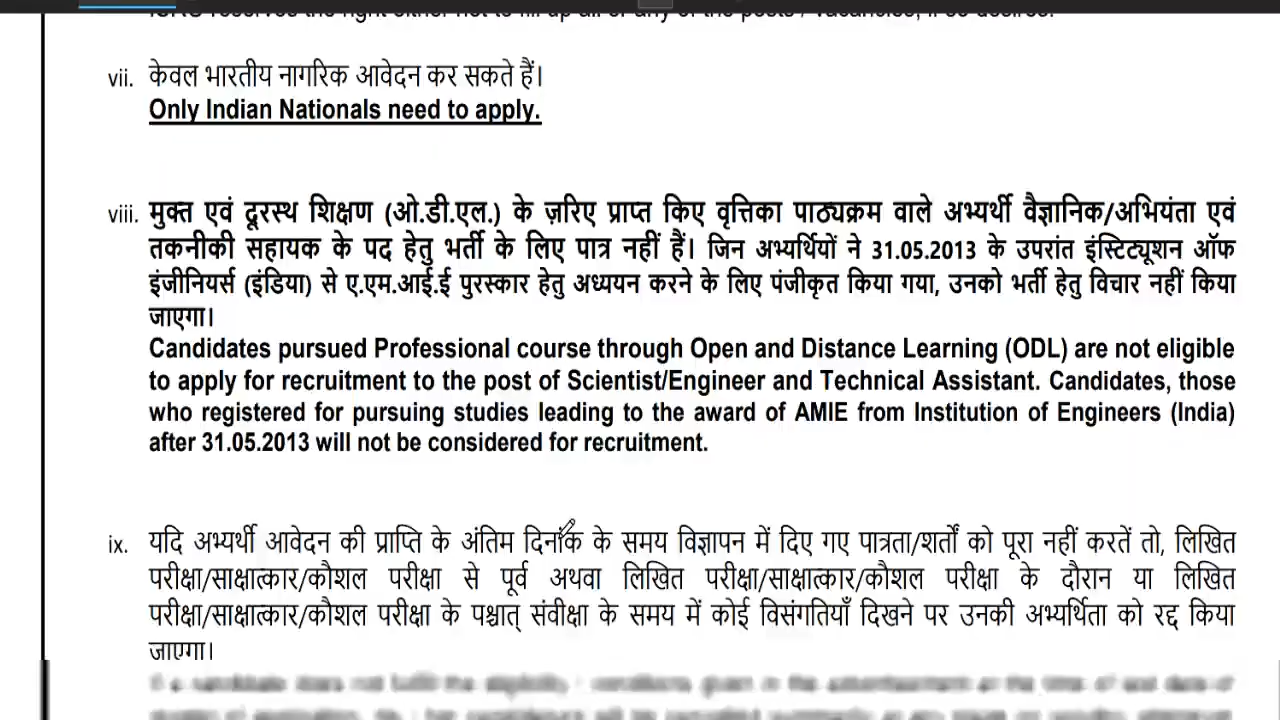 vii. केवल भारतीय नागरिक आवेदन कर सकते हैं।
Only Indian Nationals need to apply.
viii. मुक्त एवं दूरस्थ शिक्षण (ओ.डी.एल.) के ज़रिए प्राप्त किए वृत्तिका पाठ्यक्रम वाले अभ्यर्थी वैज्ञानिक/अभियंता एवं
तकनीकी सहायक के पद हेतु भर्ती के लिए पात्र नहीं हैं। जिन अभ्यर्थियों ने 31.05.2013 के उपरांत इंस्टिट्यूशन ऑफ
इंजीनियर्स (इंडिया) से ए.एम.आई.ई पुरस्कार हेतु अध्ययन करने के लिए पंजीकृत किया गया, उनको भर्ती हेतु विचार नहीं किया
जाएगा।
Candidates pursued Professional course through Open and Distance Learning (ODL) are not eligible
to apply for recruitment to the post of Scientist/Engineer and Technical Assistant. Candidates, those
who registered for pursuing studies leading to the award of AMIE from Institution of Engineers (India)
after 31.05.2013 will not be considered for recruitment.
ix. यदि अभ्यर्थी आवेदन की प्राप्ति के अंतिम दिनांक के समय विज्ञापन में दिए गए पात्रता/शर्तों को पूरा नहीं करतें तो, लिखित
परीक्षा/साक्षात्कार/कौशल परीक्षा से पूर्व अथवा लिखित परीक्षा/साक्षात्कार/कौशल परीक्षा के दौरान या लिखित
परीक्षा/साक्षात्कार/कौशल परीक्षा के पश्चात् संवीक्षा के समय में कोई विसंगतियाँ दिखने पर उनकी अभ्यर्थिता को रद्द किया
जाएगा।